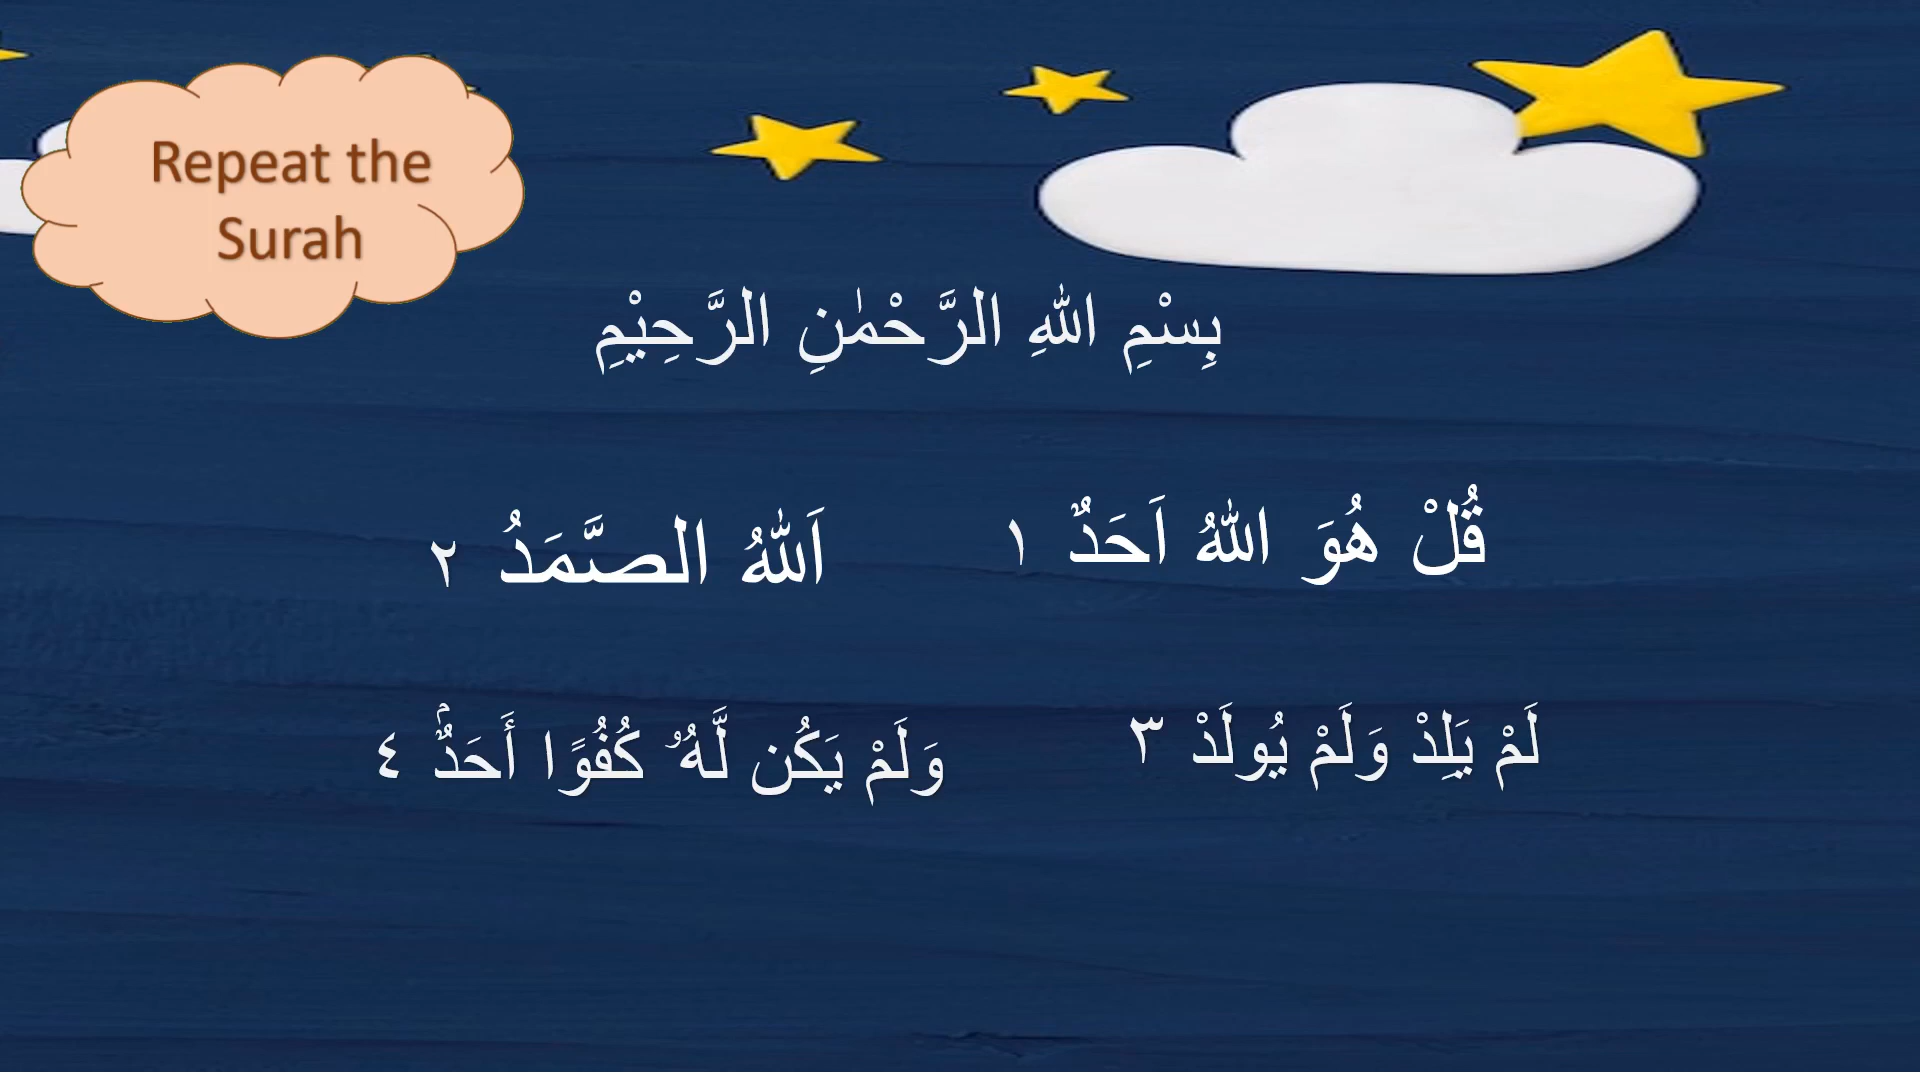 Repeat the
Surah
بِسْمِ اللهِ الرَّحْمٰنِ الرَّحِيْمِ
قُلْ هُوَ اللهُ اَحَدٌ ١
اَللهُ الصَّمَدُ ٢
لَمْ يَلِدْ وَلَمْ يُولَدْ ٣
وَلَمْ يَكُن لَّهُۥ كُفُوًا أَحَدٌۢ ٤